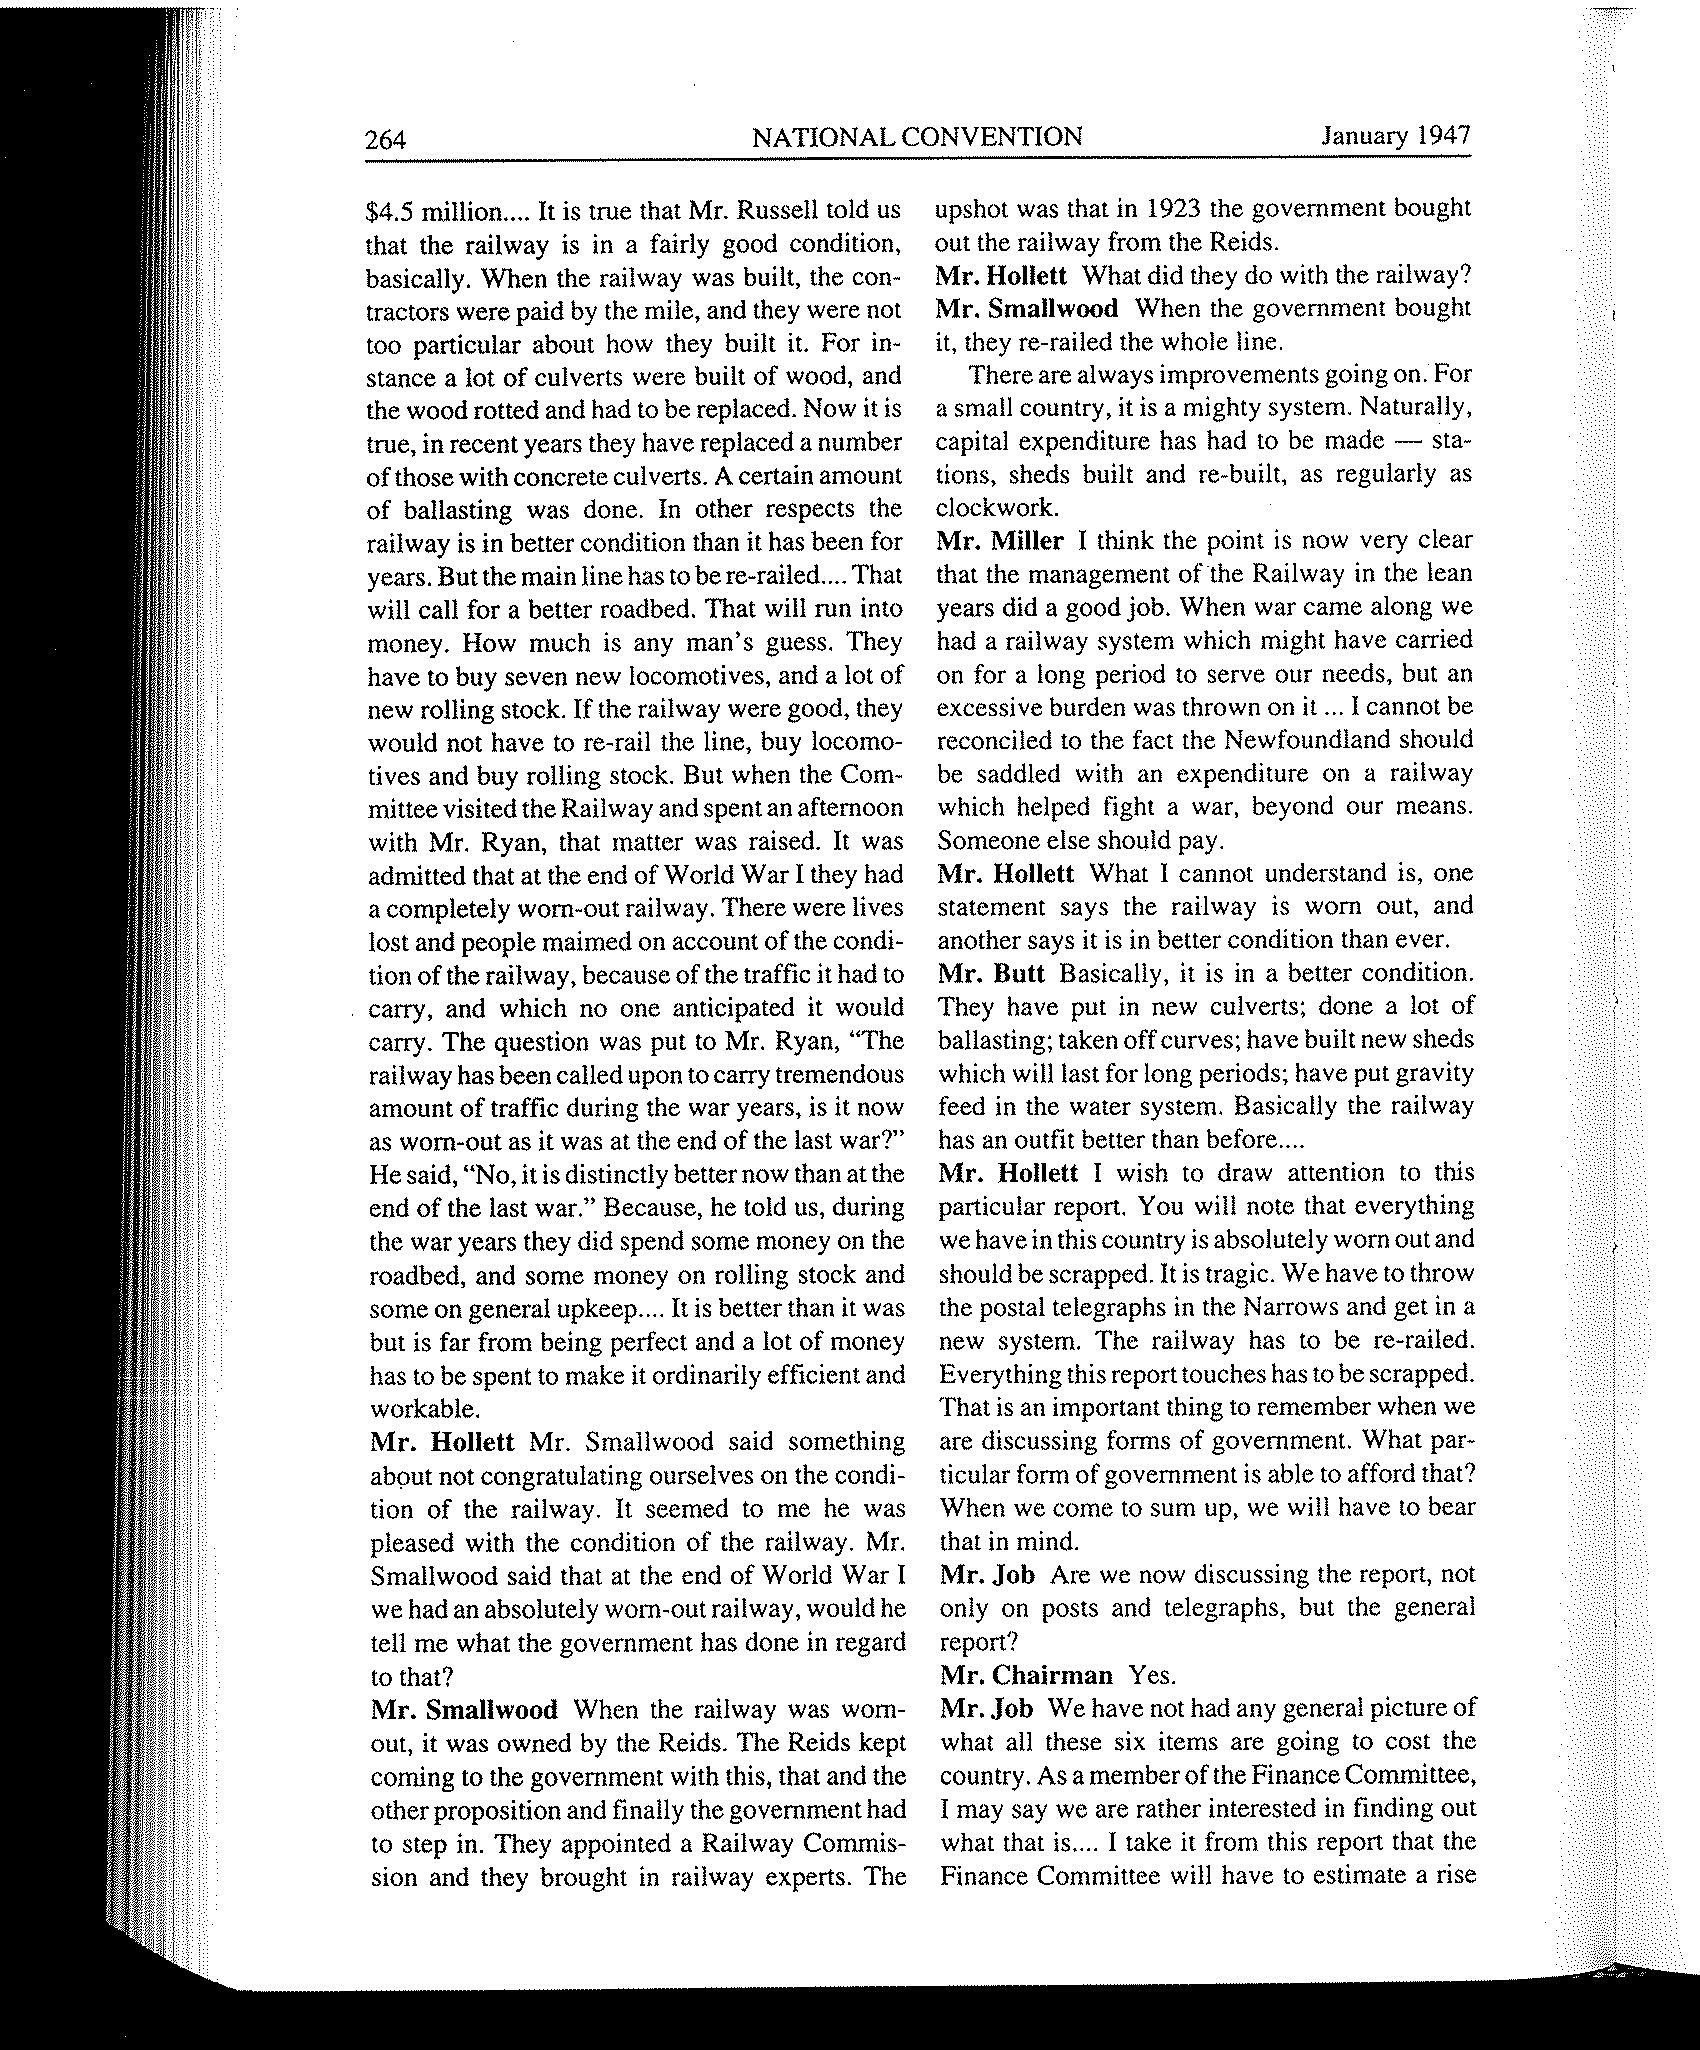 264 NATIONAL CONVENTION January 1947
$4.5 million.... It is true that Mr. Russell told us
that the railway is in a fairly good condition,
basically. When the railway was built, the con-
tractors were paid by the mile, and they were not
too particular about how they built it. For in-
stance a lot of culverts were built of wood, and
the wood rotted and had to be replaced. Now it is
true, in recent years they have replaced a number
of those with concrete culverts. A certain amount
of ballasting was done. In other respects the
railway is in better condition than it has been for
years. But the main line has to be re-railed.... That
will call for a better roadbed. That will run into
money. How much is any man's guess. They
have to buy seven new locomotives, and a lot of
new rolling stock. If the railway were good, they
would not have to re-rail the line, buy locomo-
tives and buy rolling stock. But when the Com-
mittee visited the Railway and spent an afternoon
with Mr. Ryan, that matter was raised. It was
admitted that at the end of World War I they had
a completely worn-out railway. There were lives
lost and people maimed on account of the condi-
tion of the railway, because of the traffic it had to
carry, and which no one anticipated it would
carry. The question was put to Mr. Ryan, "The
railway has been called upon to carry tremendous
amount of traffic during the war years, is it now
as worn-out as it was at the end of the last war?"
He said, "No, it is distinctly better now than at the
end of the last war." Because, he told us, during
the war years they did spend some money on the
roadbed, and some money on rolling stock and
some on general upkeep.... It is better than it was
but is far from being perfect and a lot of money
has to be spent to make it ordinarily efficient and
workable.
Mr. Hollett Mr. Smallwood said something
about not congratulating ourselves on the condi-
tion of the railway. It seemed to me he was
pleased with the condition of the railway. Mr.
Smallwood said that at the end of World War I
we had an absolutely worn-out railway, would he
tell me what the government has done in regard
to that?
Mr. Smallwood When the railway was worn-
out, it was owned by the Reids. The Reids kept
coming to the government with this, that and the
other proposition and finally the government had
to step in. They appointed a Railway Commis-
sion and they brought in railway experts. The
upshot was that in 1923 the government bought
out the railway from the Reids.
Mr. Hollett What did they do with the railway?
Mr. Smallwood When the government bought
it, they re-railed the whole line.
There are always improvements going on. For
a small country, it is a mighty system. Naturally,
capital expenditure has had to be made — sta-
tions, sheds built and re-built, as regularly as
clockwork.
Mr. Miller I think the point is now very clear
that the management of the Railway in the lean
years did a good job. When war came along we
had a railway system which might have carried
on for a long period to serve our needs, but an
excessive burden was thrown on it ... I cannot be
reconciled to the fact the Newfoundland should
be saddled with an expenditure on a railway
which helped fight a war, beyond our means.
Someone else should pay.
Mr. Hollett What I cannot understand is, one
statement says the railway is worn out, and
another says it is in better condition than ever.
Mr. Butt Basically, it is in a better condition.
They have put in new culverts; done a lot of
ballasting; taken off curves; have built new sheds
which will last for long periods; have put gravity
feed in the water system. Basically the railway
has an outfit better than before....
Mr. Hollett I wish to draw attention to this
particular report. You will note that everything
we have in this country is absolutely worn out and
should be scrapped. It is tragic. We have to throw
the postal telegraphs in the Narrows and get in a
new system. The railway has to be re-railed.
Everything this report touches has to be scrapped.
That is an important thing to remember when we
are discussing forms of government. What par-
ticular form of government is able to afford that?
When we come to sum up, we will have to bear
that in mind.
Mr. Job Are we now discussing the report, not
only on posts and telegraphs, but the general
report?
Mr. Chairman Yes.
Mr. Job We have not had any general picture of
what all these six items are going to cost the
country. As a member of the Finance Committee,
I may say we are rather interested in finding out
what that is.... I take it from this report that the
Finance Committee will have to estimate a rise